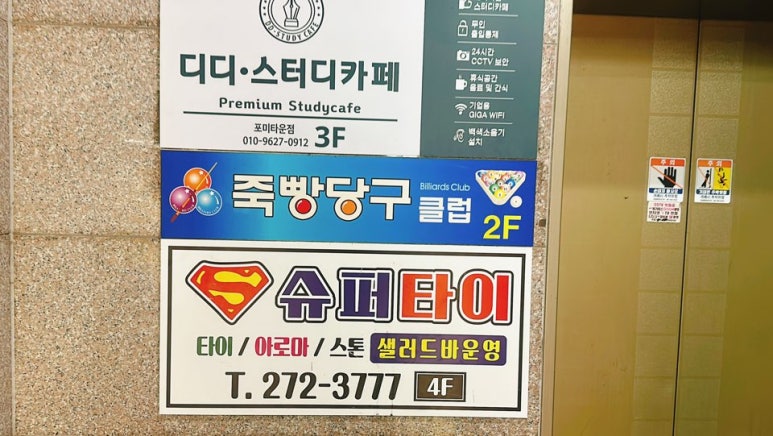 DD·STUDY CAFE
스터디카페
디디·스터디카페
Premium Studycafe
포미타운점
010-9627-0912
3F
무인
출입통제
24시간
CCTV 보안
휴식공간
음료 및 간식
기업용
GIGA WIFI
백색소음기
설치
죽빵당구
Billiards Club
클럽
2F
S
슈퍼타이
타이 / 아로마 / 스톤 샐러드바운영
T. 272-3777
4F
주의
주의